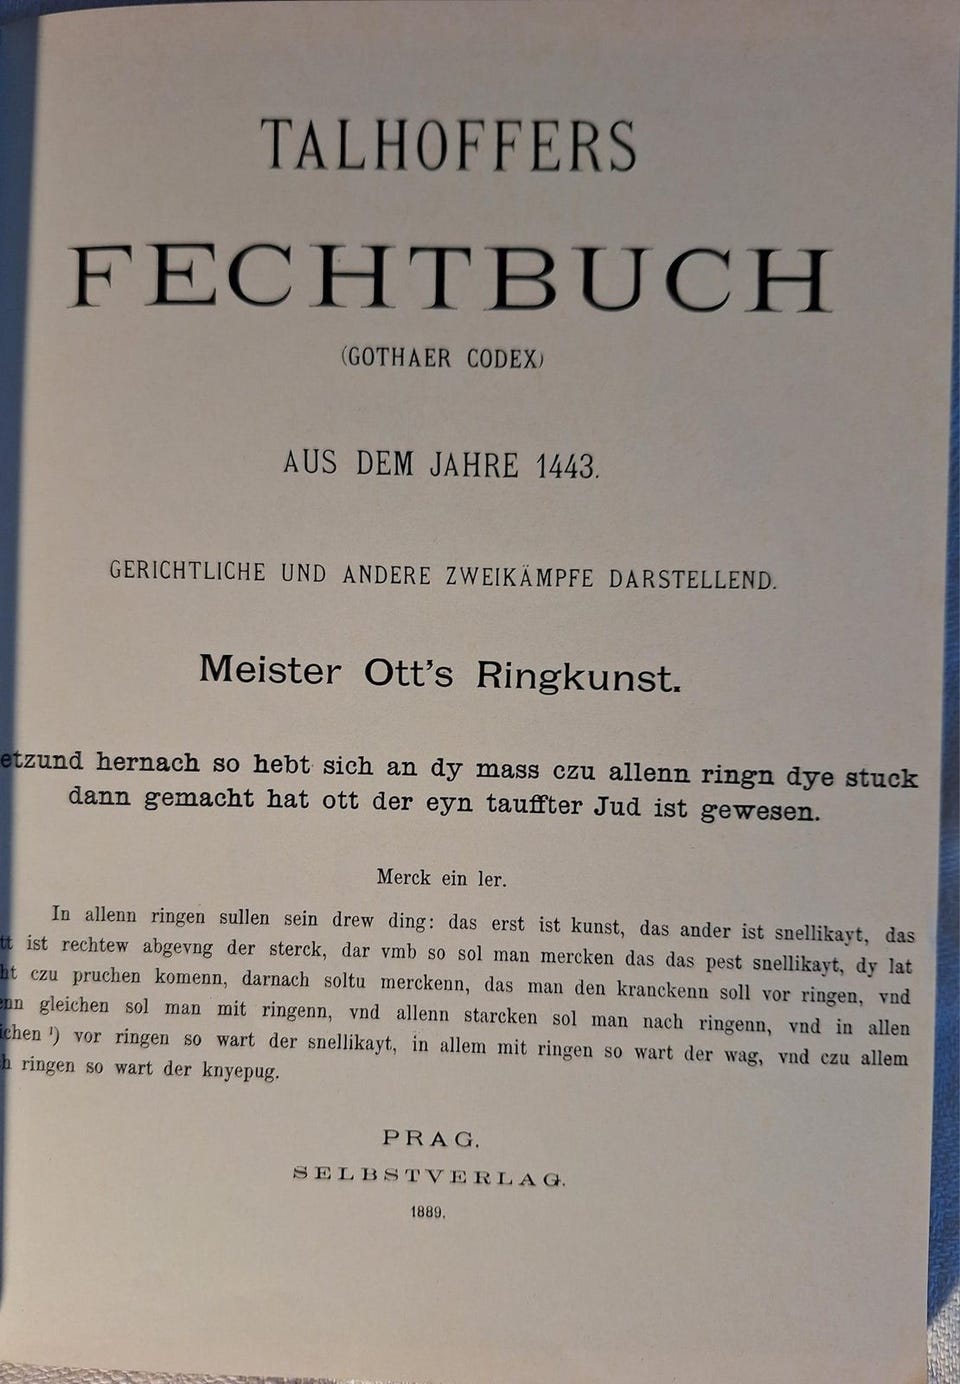 TALHOFFERS
FECHTBUCH
(GOTHAER CODEX)
AUS DEM JAHRE 1443.
GERICHTLICHE UND ANDERE ZWEIKÄMPFE DARSTELLEND.
Meister Ott's Ringkunst.
etzund hernach so hebt sich an dy mass czu allenn ringn dye stuck
dann gemacht hat ott der eyn tauffter Jud ist gewesen.
Merck ein ler.
In allenn ringen sullen sein drew ding: das erst ist kunst, das ander ist snellikayt, das
tt ist rechtew abgevng der sterck, dar vmb so sol man mercken das das pest snellikayt, dy lat
ht czu pruchen komenn, darnach soltu merckenn, das man den kranckenn soll vor ringen, vnd
enn gleichen sol man mit ringenn, vnd allenn starcken sol man nach ringenn, vnd in allen
ichen ¹) vor ringen so wart der snellikayt, in allem mit ringen so wart der wag, vnd czu allem
h ringen so wart der knyepug.
PRAG.
SELBSTVERLAG.
1889.